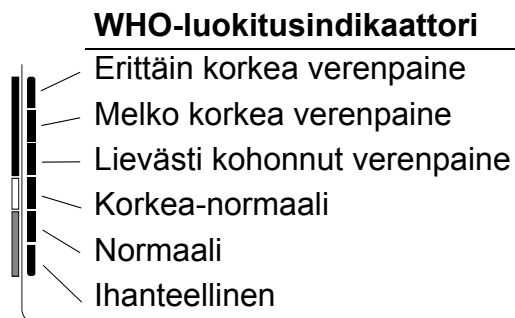 WHO-luokitusindikaattori
Erittäin korkea verenpaine
Melko korkea verenpaine
Lievästi kohonnut verenpaine
Korkea-normaali
Normaali
Ihanteellinen